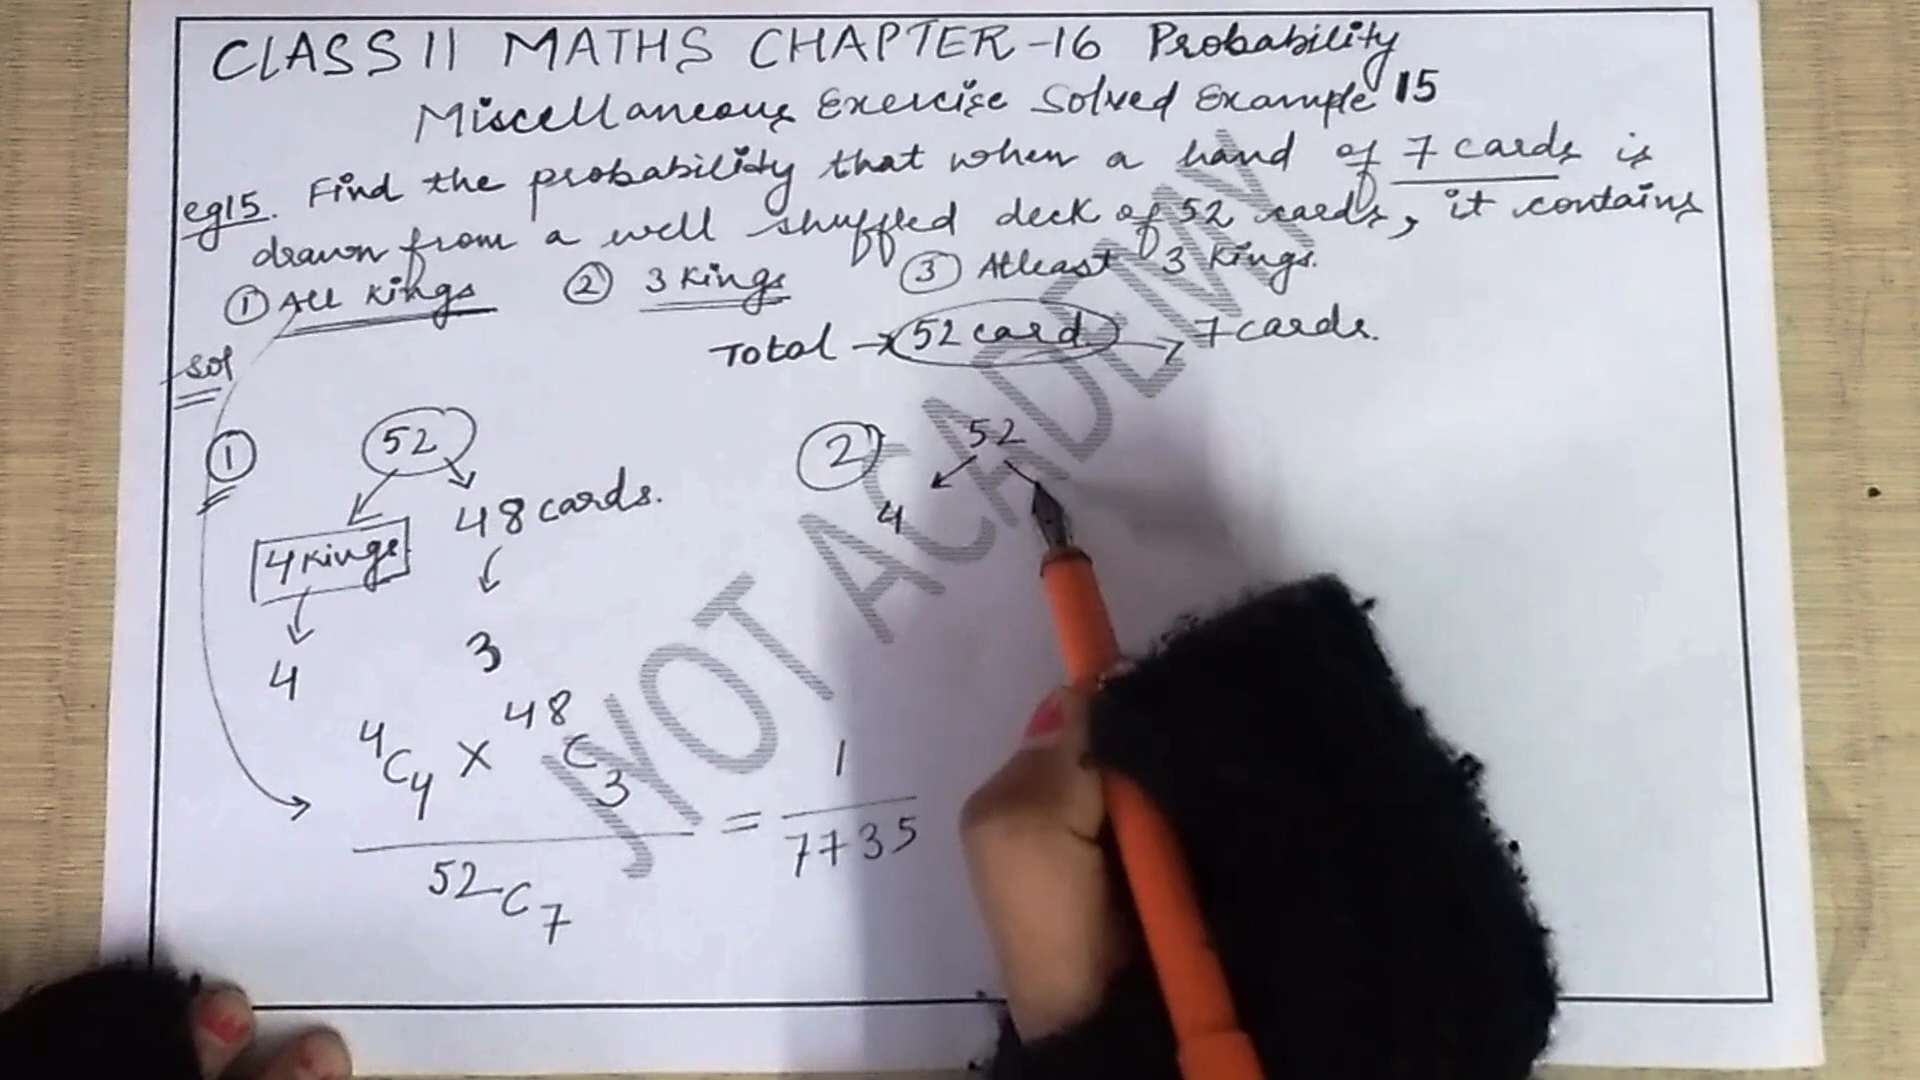 CLASS 11 MATHS CHAPTER-16 Probability
Miscellaneous Exercise Solved Example 15
eg15. Find the probability that when a hand of 7 cards is
drawn from a well shuffled deck of 52 cards, it contains
① All Kings ② 3 Kings ③ Atleast 3 Kings.
Total → 52 card → 7 cards.
Sol
① 52
4 Kings 48 cards.
4 3
⁴C₄ × ⁴⁸C₃
= 1
7735
⁵²C₇
② 52
4
JYOT ACADEMY